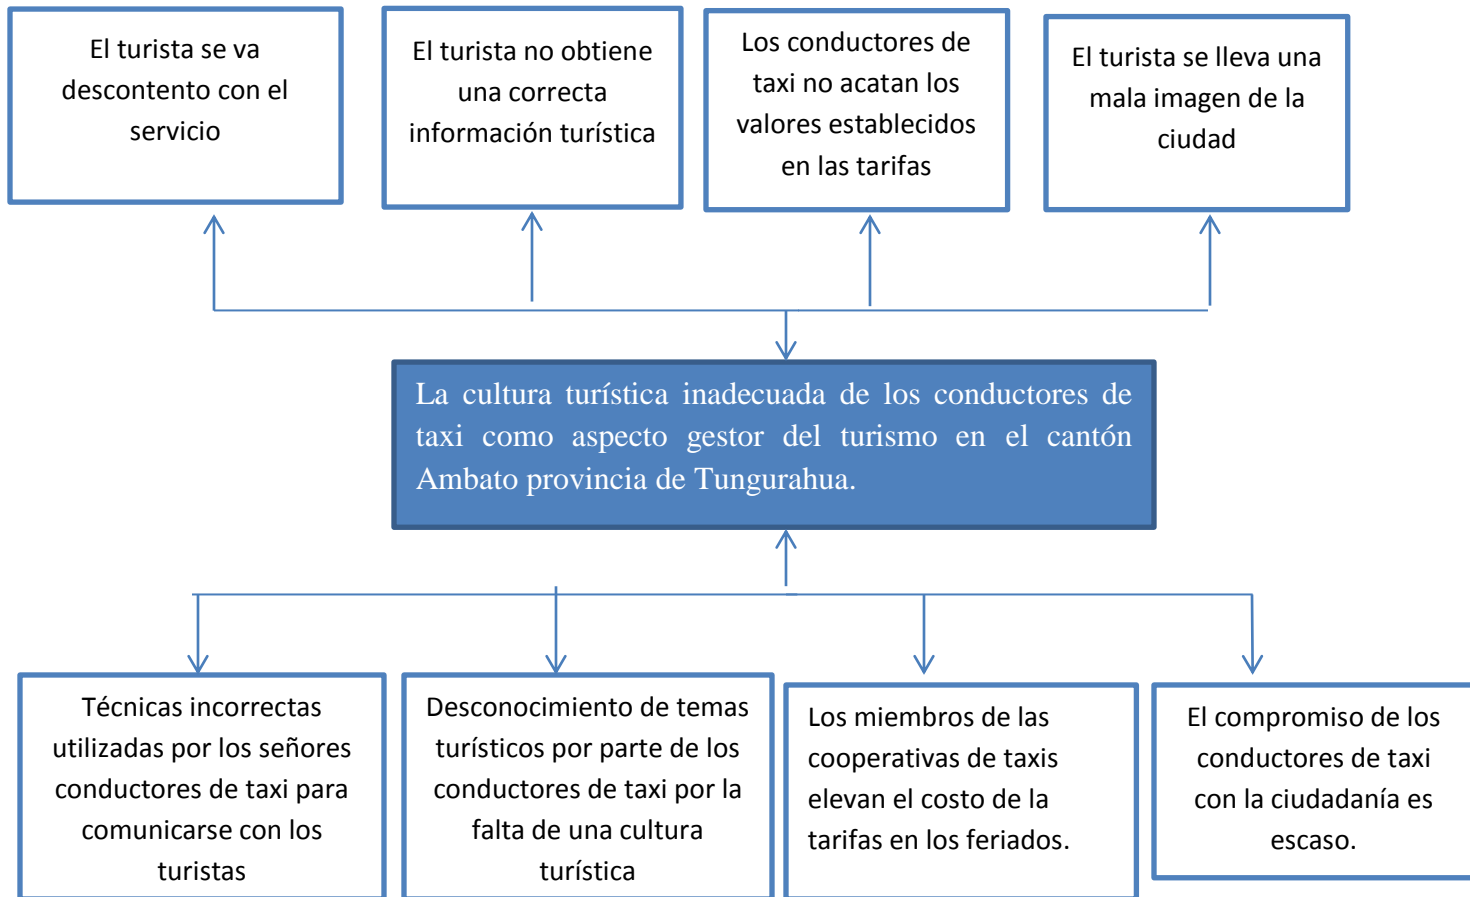 El turista se va
descontento con el
servicio
El turista no obtiene
una correcta
información turística
Los conductores de
taxi no acatan los
valores establecidos
en las tarifas
El turista se lleva una
mala imagen de la
ciudad
La cultura turística inadecuada de los conductores de
taxi como aspecto gestor del turismo en el cantón
Ambato provincia de Tungurahua.
Técnicas incorrectas
utilizadas por los señores
conductores de taxi para
comunicarse con los
turistas
Desconocimiento de temas
turísticos por parte de los
conductores de taxi por la
falta de una cultura
turística
Los miembros de las
cooperativas de taxis
elevan el costo de la
tarifas en los feriados.
El compromiso de los
conductores de taxi
con la ciudadanía es
escaso.